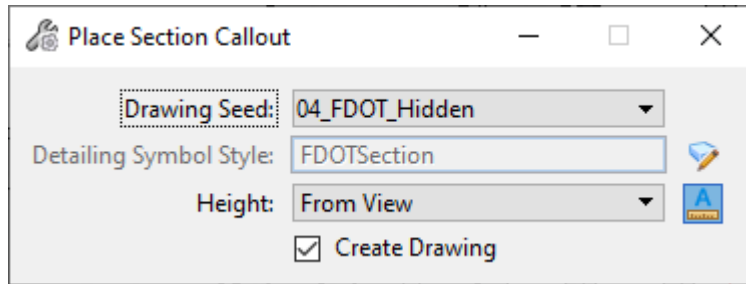 Place Section Callout
Drawing Seed: 04_FDOT_Hidden
Detailing Symbol Style: FDOTSection
Height: From View
A
Create Drawing